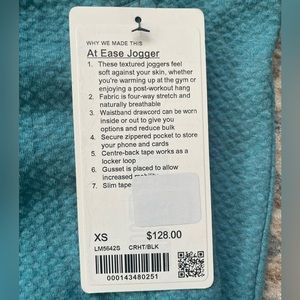 WHY WE MADE THIS
At Ease Jogger
1. These textured joggers feel
soft against your skin, whether
you're warming up at the gym or
enjoying a post-workout hang
2. Fabric is four-way stretch and
naturally breathable
3. Waistband drawcord can be worn
inside or out to give you
options and reduce bulk
4. Secure zippered pocket to store
your phone and cards
5. Centre-back tape works as a
locker loop
6. Gusset is placed to allow
increased mobility
7. Slim tape
XS $128.00
LM5642S CRHT/BLK
000143480251